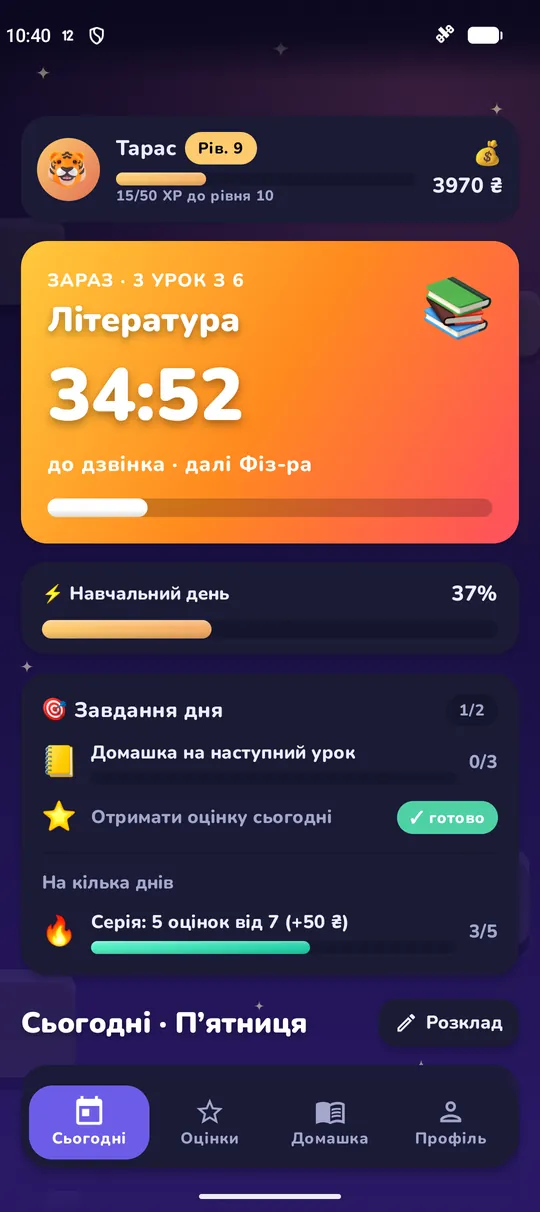 10:40 12
Тарас Рів. 9
15/50 XP до рівня 10
3970 ₴
ЗАРАЗ · 3 УРОК З 6
Література
34:52
до дзвінка · далі Фіз-ра
⚡ Навчальний день 37%
🎯 Завдання дня 1/2
Домашка на наступний урок 0/3
Отримати оцінку сьогодні ✓ готово
На кілька днів
Серія: 5 оцінок від 7 (+50 ₴) 3/5
Сьогодні · П’ятниця Розклад
Сьогодні Оцінки Домашка Профіль